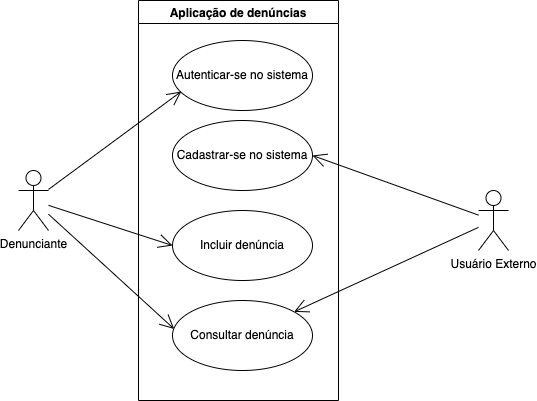 Aplicação de denúncias
Autenticar-se no sistema
Cadastrar-se no sistema
Denunciante
Incluir denúncia
Usuário Externo
Consultar denúncia